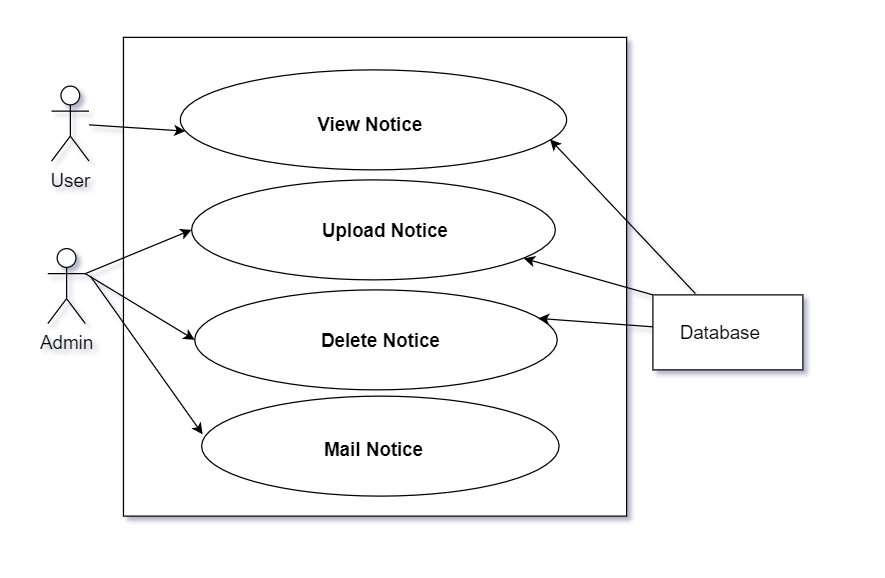 View Notice
User
Upload Notice
Admin
Delete Notice
Database
Mail Notice